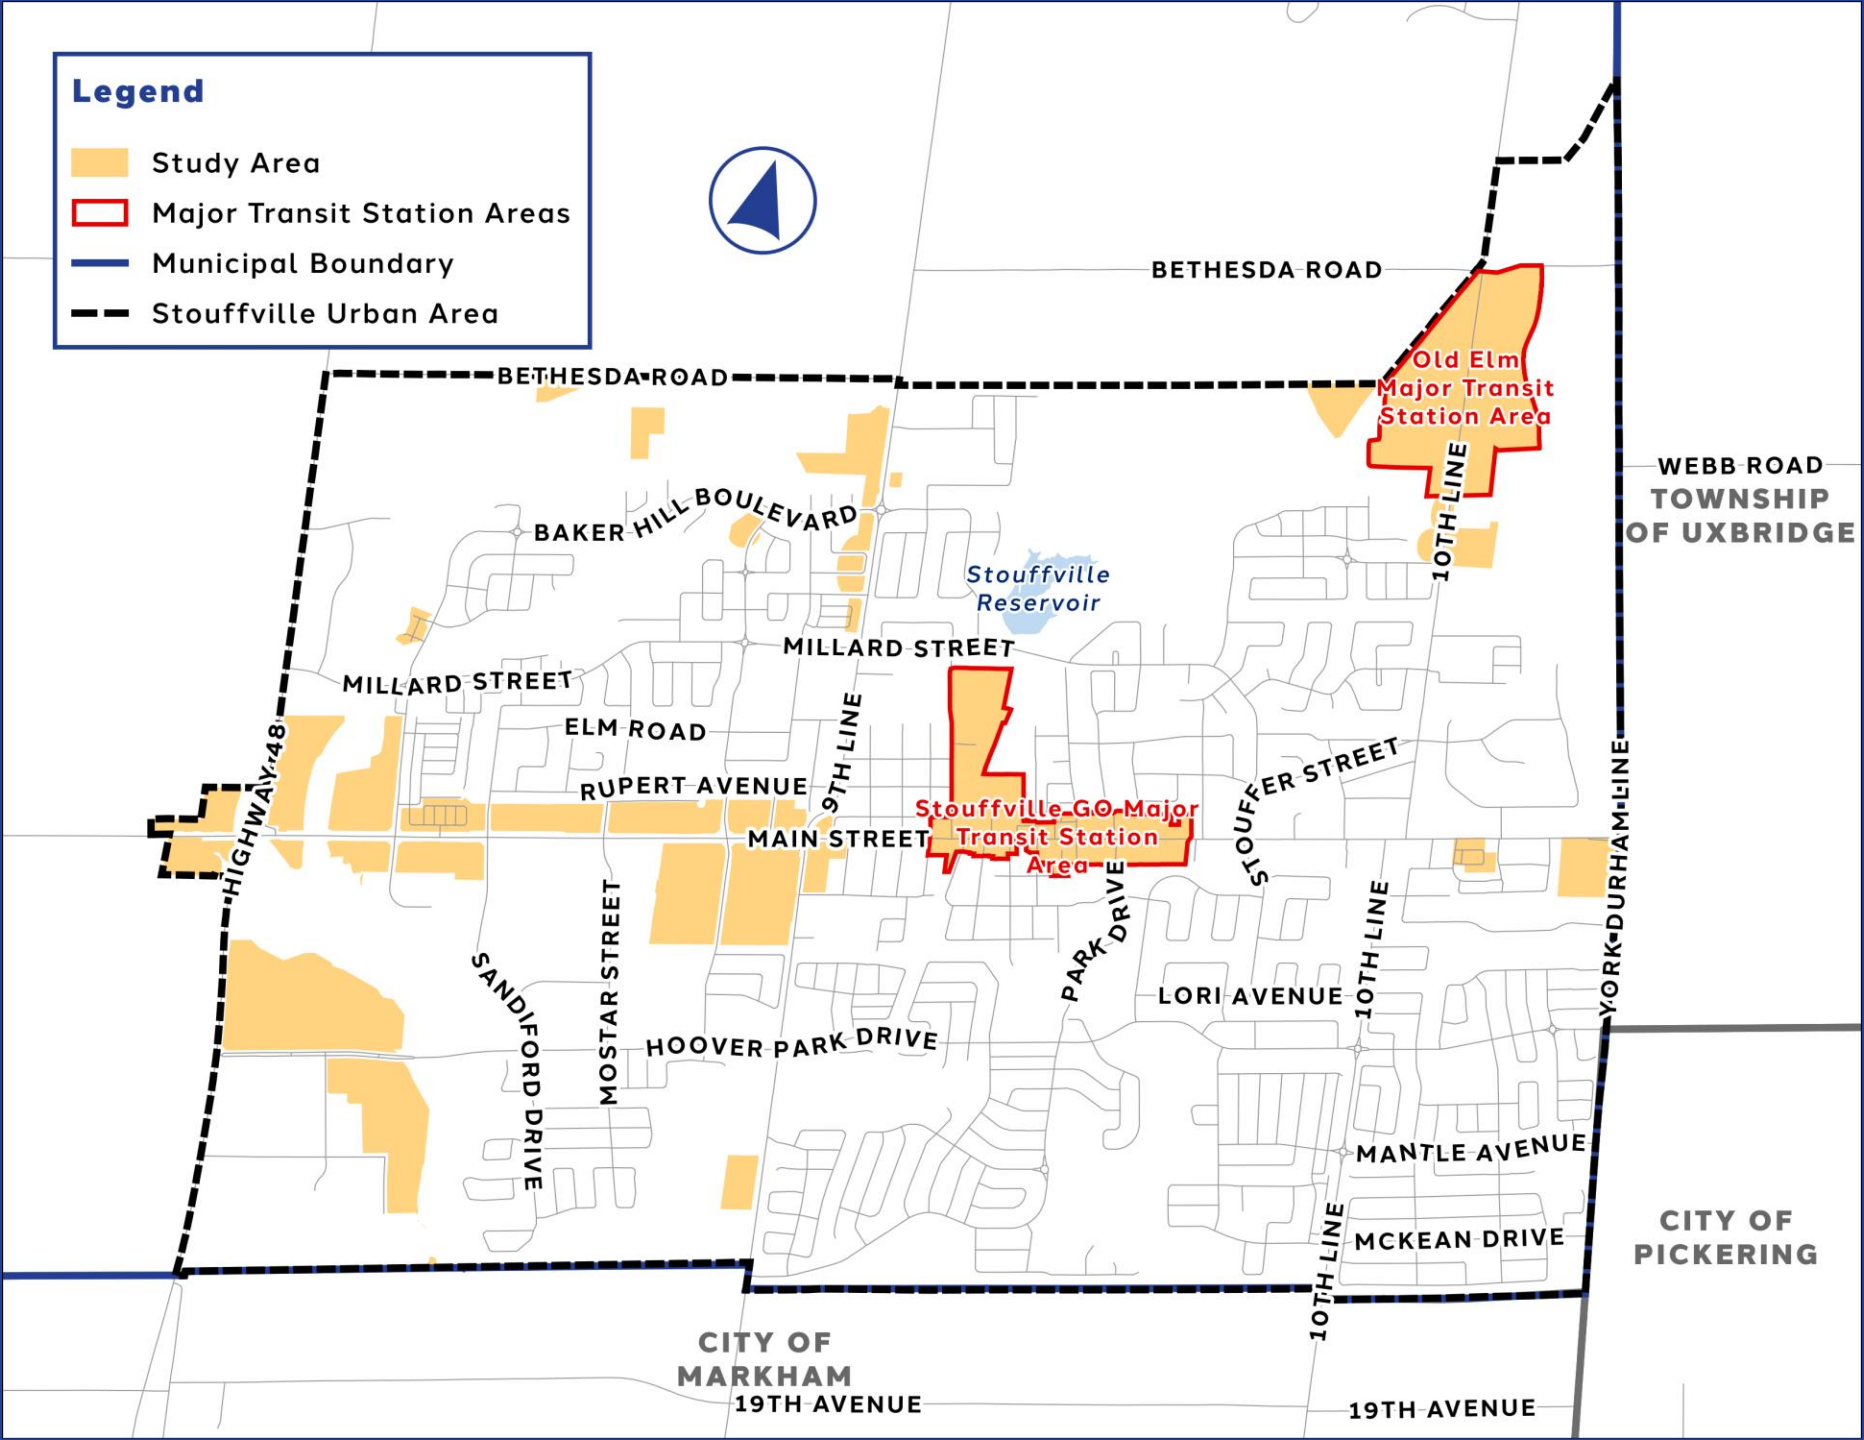 Legend
Study Area
Major Transit Station Areas
Municipal Boundary
Stouffville Urban Area
BETHESDA ROAD
BETHESDA ROAD
Old Elm
Major Transit
Station Area
10TH LINE
WEBB ROAD
TOWNSHIP
OF UXBRIDGE
BAKER HILL BOULEVARD
Stouffville
Reservoir
MILLARD STREET
MILLARD STREET
ELM ROAD
9TH LINE
RUPERT AVENUE
HIGHWAY 48
STOUFFER STREET
YORK-DURHAM LINE
Stouffville GO Major
Transit Station
Area
MAIN STREET
PARK DRIVE
10TH LINE
SANDIFORD DRIVE
MOSTAR STREET
LORI AVENUE
HOOVER PARK DRIVE
MANTLE AVENUE
10TH LINE
MCKEAN DRIVE
CITY OF
PICKERING
CITY OF
MARKHAM
19TH AVENUE
19TH AVENUE